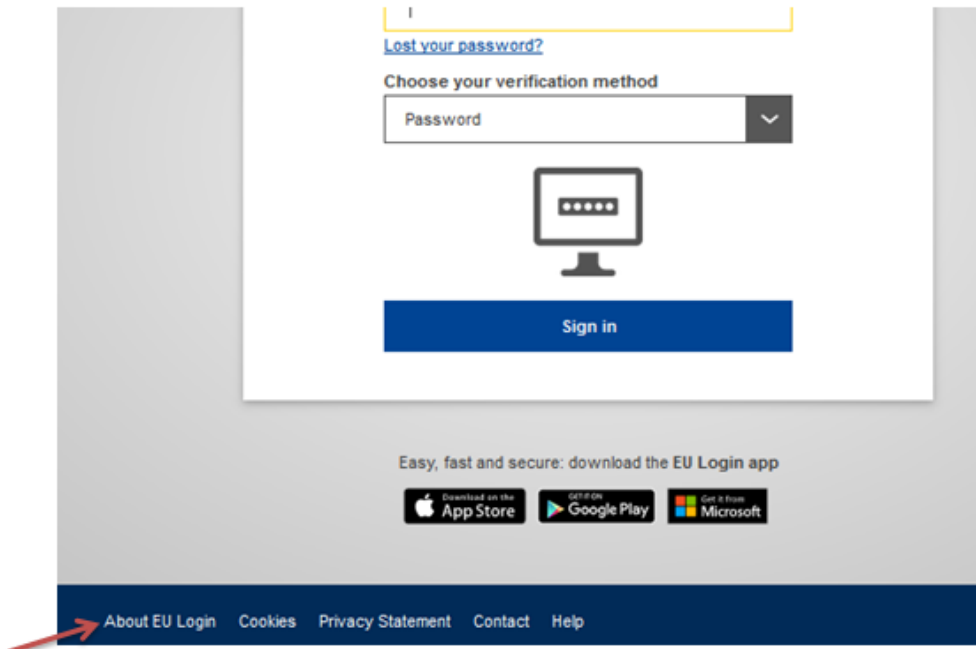 Lost your password?
Choose your verification method
Password
Sign in
Easy, fast and secure: download the EU Login app
Download on the
App Store
GET IT ON
Google Play
Get it from
Microsoft
About EU Login Cookies Privacy Statement Contact Help